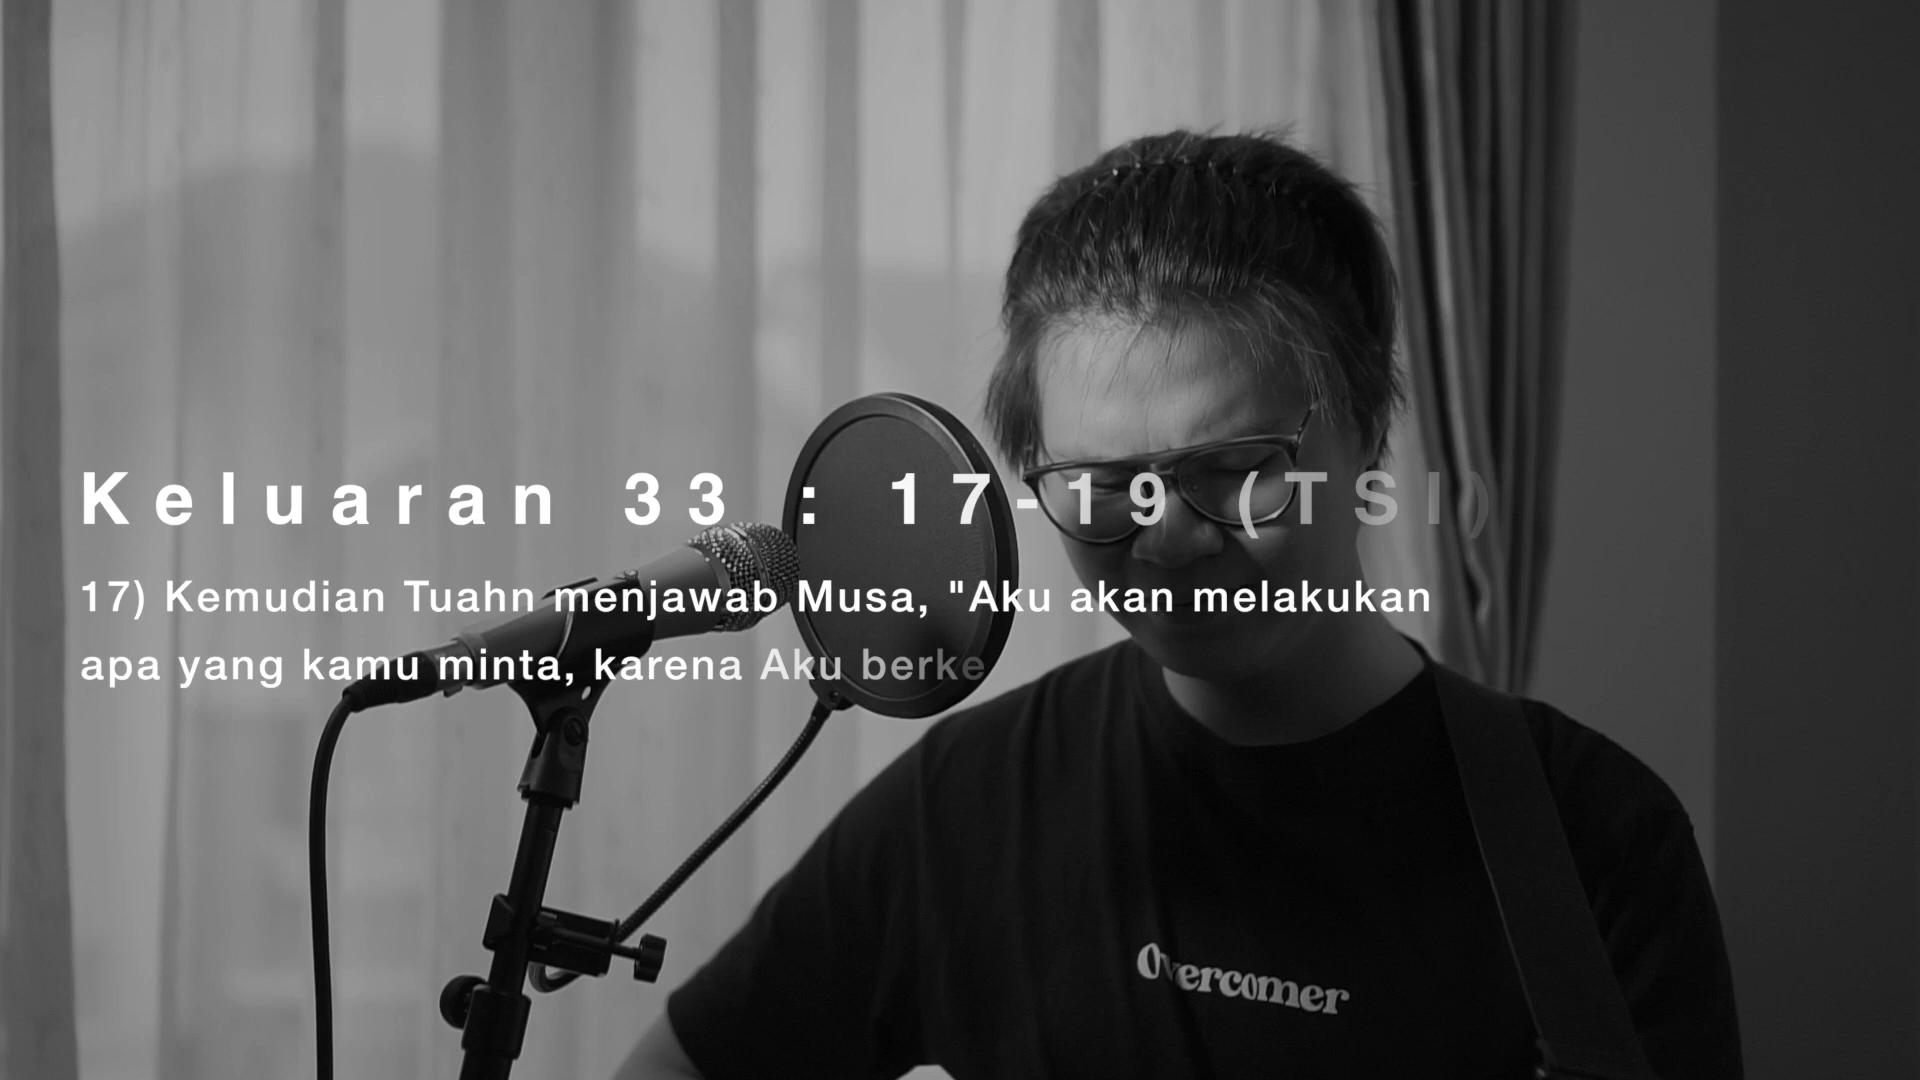 Keluaran 33 : 17-19 (TSI)
17) Kemudian Tuahn menjawab Musa, "Aku akan melakukan
apa yang kamu minta, karena Aku berke
Overcomer